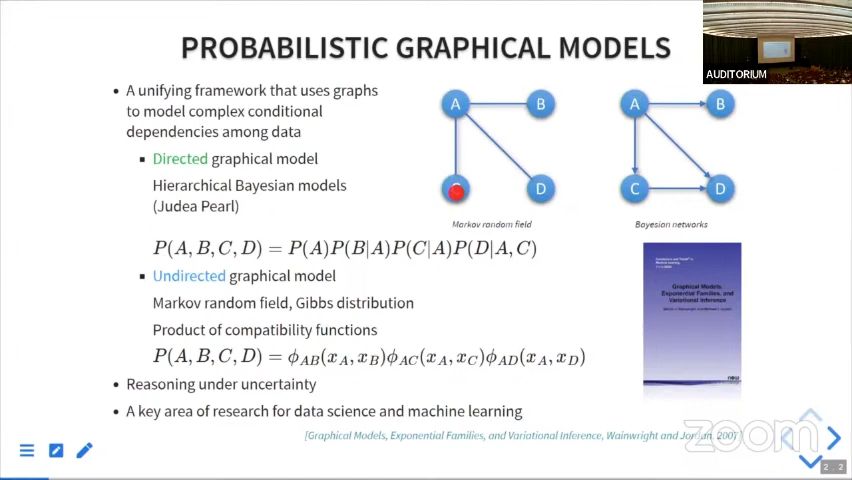 PROBABILISTIC GRAPHICAL MODELS
AUDITORIUM
• A unifying framework that uses graphs
to model complex conditional
dependencies among data
▪ Directed graphical model
Hierarchical Bayesian models
(Judea Pearl)
P(A, B, C, D) = P(A)P(B|A)P(C|A)P(D|A, C)
▪ Undirected graphical model
Markov random field, Gibbs distribution
Product of compatibility functions
P(A, B, C, D) = ϕ_AB(x_A, x_B)ϕ_AC(x_A, x_C)ϕ_AD(x_A, x_D)
• Reasoning under uncertainty
• A key area of research for data science and machine learning
A B
D
Markov random field
A B
C D
Bayesian networks
Graphical Models,
Exponential Families, and
Variational Inference
now
[Graphical Models, Exponential Families, and Variational Inference, Wainwright and Jordan, 2007]
zoom
2 . 2